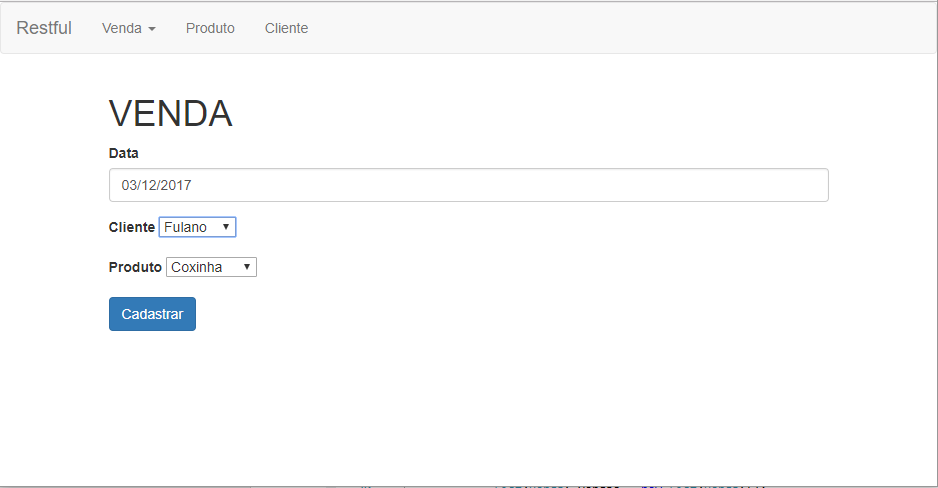 Restful Venda Produto Cliente
VENDA
Data
03/12/2017
Cliente Fulano
Produto Coxinha
Cadastrar